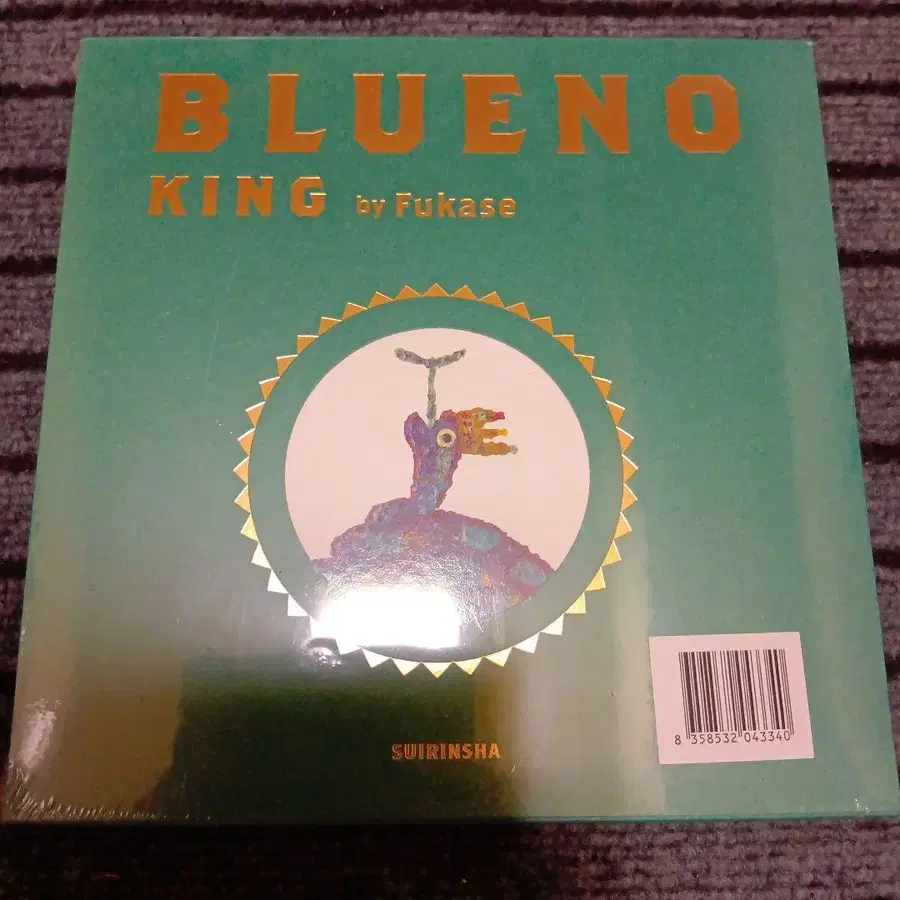 BLUENO
KING by Fukase
SUIRINSHA
8 358532 043340